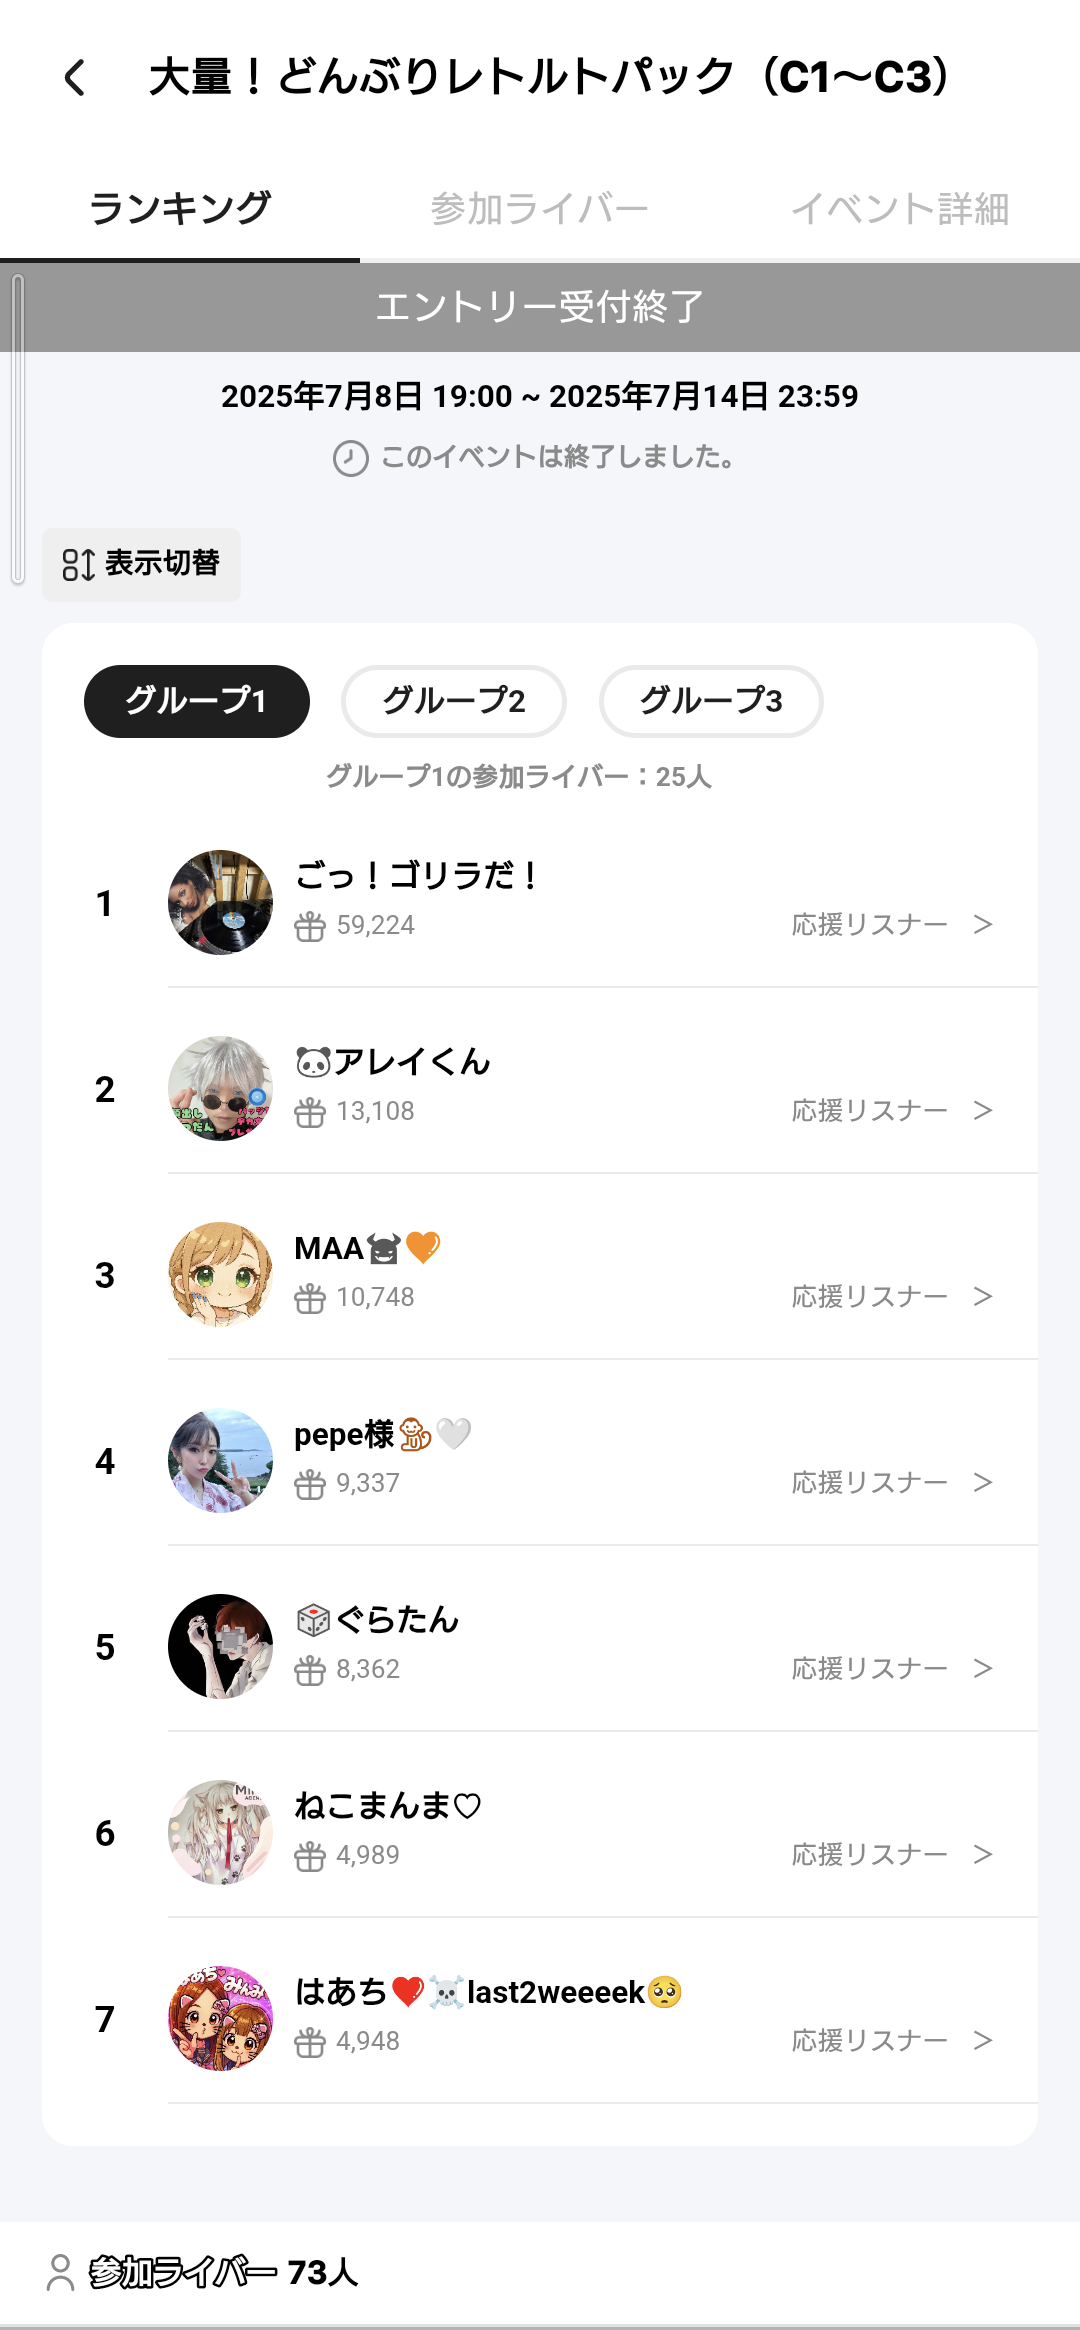 大量！どんぶりレトルトパック（C1〜C3）
ランキング 参加ライバー イベント詳細
エントリー受付終了
2025年7月8日 19:00 ~ 2025年7月14日 23:59
このイベントは終了しました。
表示切替
グループ1 グループ2 グループ3
グループ1の参加ライバー：25人
1 ごっ！ゴリラだ！
59,224 応援リスナー >
2 🐼アレイくん
13,108 応援リスナー >
3 MAA👿🧡
10,748 応援リスナー >
4 pepe様🐒🤍
9,337 応援リスナー >
5 🎲ぐらたん
8,362 応援リスナー >
6 ねこまんま♡
4,989 応援リスナー >
はあち みんみ
7 はあち❤️☠️last2weeeek🥺
4,948 応援リスナー >
参加ライバー 73人